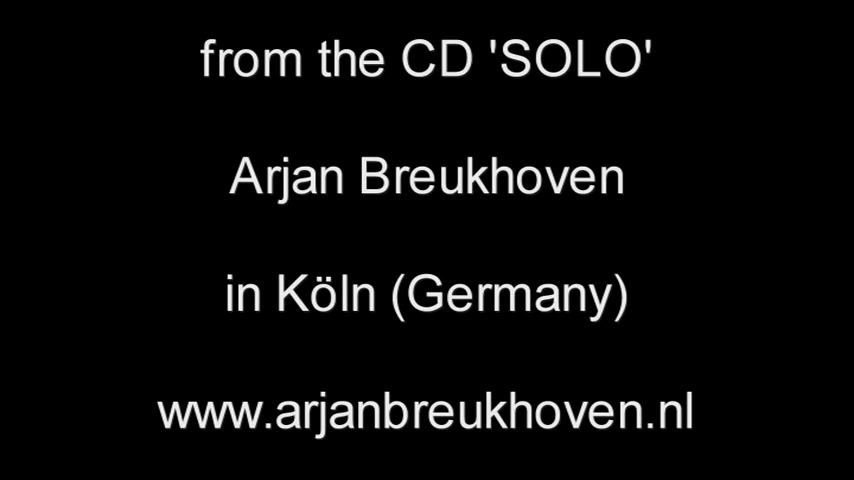 from the CD 'SOLO'
Arjan Breukhoven
in Köln (Germany)
www.arjanbreukhoven.nl